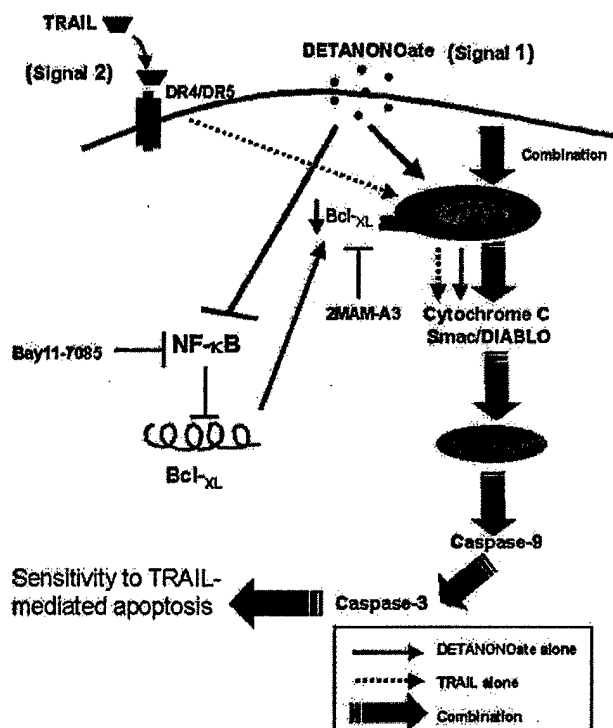 TRAIL
(Signal 2)
DR4/DR5
DETANONOate (Signal 1)
Combination
Bcl-XL
2MAM-A3
Cytochrome C
Smac/DIABLO
Bay11-7085
NF-κB
Bcl-XL
Caspase-9
Caspase-3
Sensitivity to TRAIL-
mediated apoptosis
DETANONOate alone
TRAIL alone
Combination